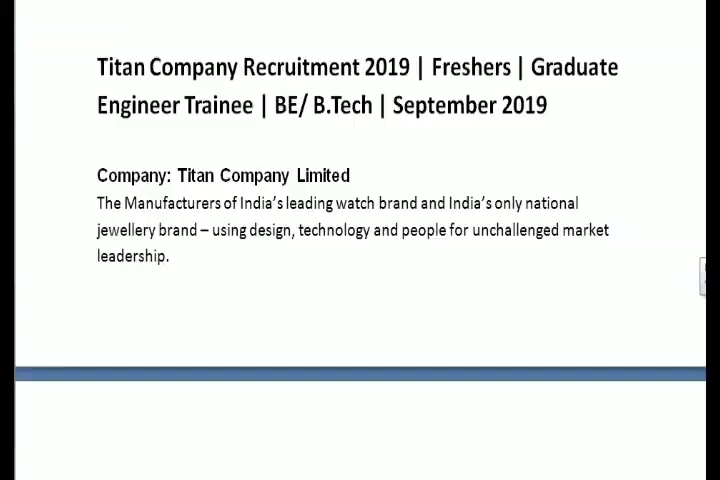 Titan Company Recruitment 2019 | Freshers | Graduate
Engineer Trainee | BE/ B.Tech | September 2019
Company: Titan Company Limited
The Manufacturers of India's leading watch brand and India's only national
jewellery brand – using design, technology and people for unchallenged market
leadership.